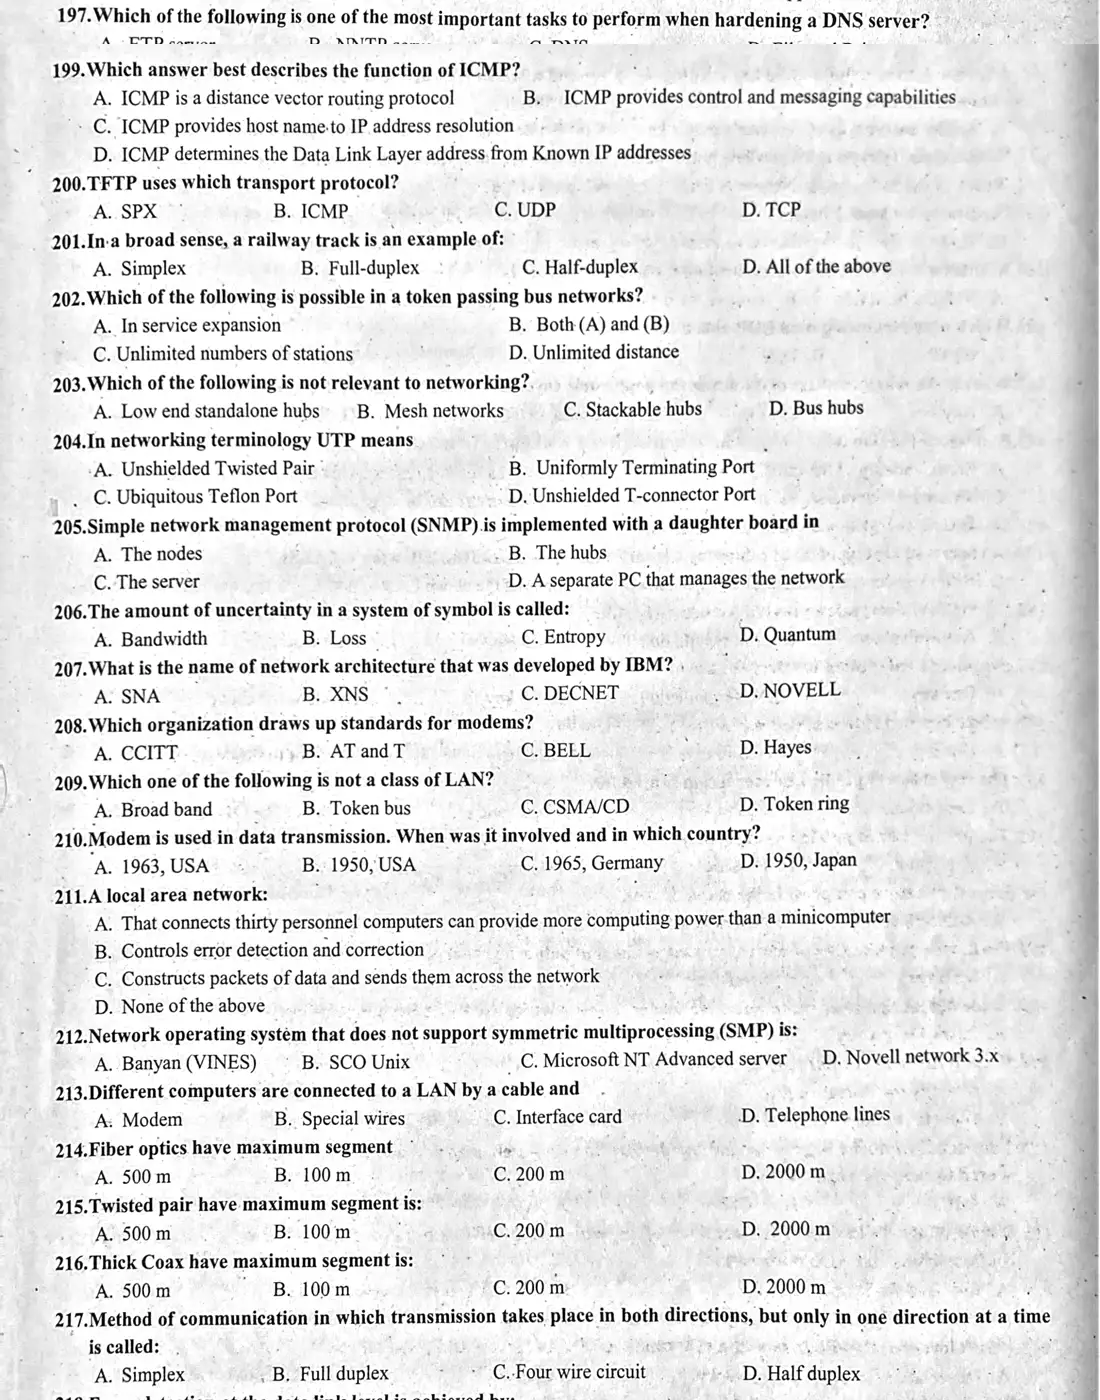 197.Which of the following is one of the most important tasks to perform when hardening a DNS server?
199.Which answer best describes the function of ICMP?
A. ICMP is a distance vector routing protocol B. ICMP provides control and messaging capabilities
C. ICMP provides host name to IP address resolution
D. ICMP determines the Data Link Layer address from Known IP addresses
200.TFTP uses which transport protocol?
A. SPX B. ICMP C. UDP D. TCP
201.In a broad sense, a railway track is an example of:
A. Simplex B. Full-duplex C. Half-duplex D. All of the above
202.Which of the following is possible in a token passing bus networks?
A. In service expansion B. Both (A) and (B)
C. Unlimited numbers of stations D. Unlimited distance
203.Which of the following is not relevant to networking?
A. Low end standalone hubs B. Mesh networks C. Stackable hubs D. Bus hubs
204.In networking terminology UTP means
A. Unshielded Twisted Pair B. Uniformly Terminating Port
C. Ubiquitous Teflon Port D. Unshielded T-connector Port
205.Simple network management protocol (SNMP) is implemented with a daughter board in
A. The nodes B. The hubs
C. The server D. A separate PC that manages the network
206.The amount of uncertainty in a system of symbol is called:
A. Bandwidth B. Loss C. Entropy D. Quantum
207.What is the name of network architecture that was developed by IBM?
A. SNA B. XNS C. DECNET D. NOVELL
208.Which organization draws up standards for modems?
A. CCITT B. AT and T C. BELL D. Hayes
209.Which one of the following is not a class of LAN?
A. Broad band B. Token bus C. CSMA/CD D. Token ring
210.Modem is used in data transmission. When was it involved and in which country?
A. 1963, USA B. 1950, USA C. 1965, Germany D. 1950, Japan
211.A local area network:
A. That connects thirty personnel computers can provide more computing power than a minicomputer
B. Controls error detection and correction
C. Constructs packets of data and sends them across the network
D. None of the above
212.Network operating system that does not support symmetric multiprocessing (SMP) is:
A. Banyan (VINES) B. SCO Unix C. Microsoft NT Advanced server D. Novell network 3.x
213.Different computers are connected to a LAN by a cable and
A. Modem B. Special wires C. Interface card D. Telephone lines
214.Fiber optics have maximum segment
A. 500 m B. 100 m C. 200 m D. 2000 m
215.Twisted pair have maximum segment is:
A. 500 m B. 100 m C. 200 m D. 2000 m
216.Thick Coax have maximum segment is:
A. 500 m B. 100 m C. 200 m D. 2000 m
217.Method of communication in which transmission takes place in both directions, but only in one direction at a time
is called:
A. Simplex B. Full duplex C. Four wire circuit D. Half duplex